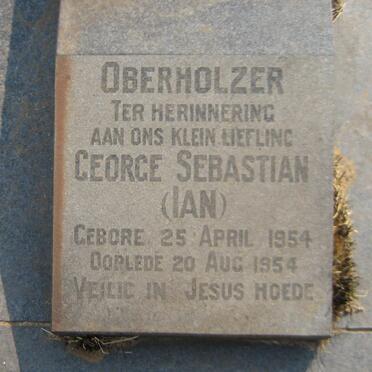 OBERHOLZER
TER HERINNERING
AAN ONS KLEIN LIEFLING
GEORGE SEBASTIAN
(IAN)
GEBORE 25 APRIL 1954
OORLEDE 20 AUG 1954
VEILIG IN JESUS HOEDE